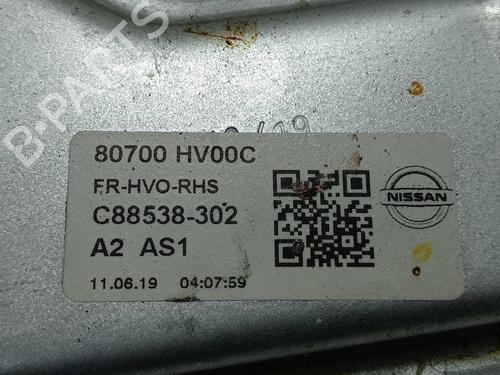 B-PARTS
80700 HV00C
FR-HVO-RHS
C88538-302
A2 AS1
11.06.19 04:07:59
NISSAN